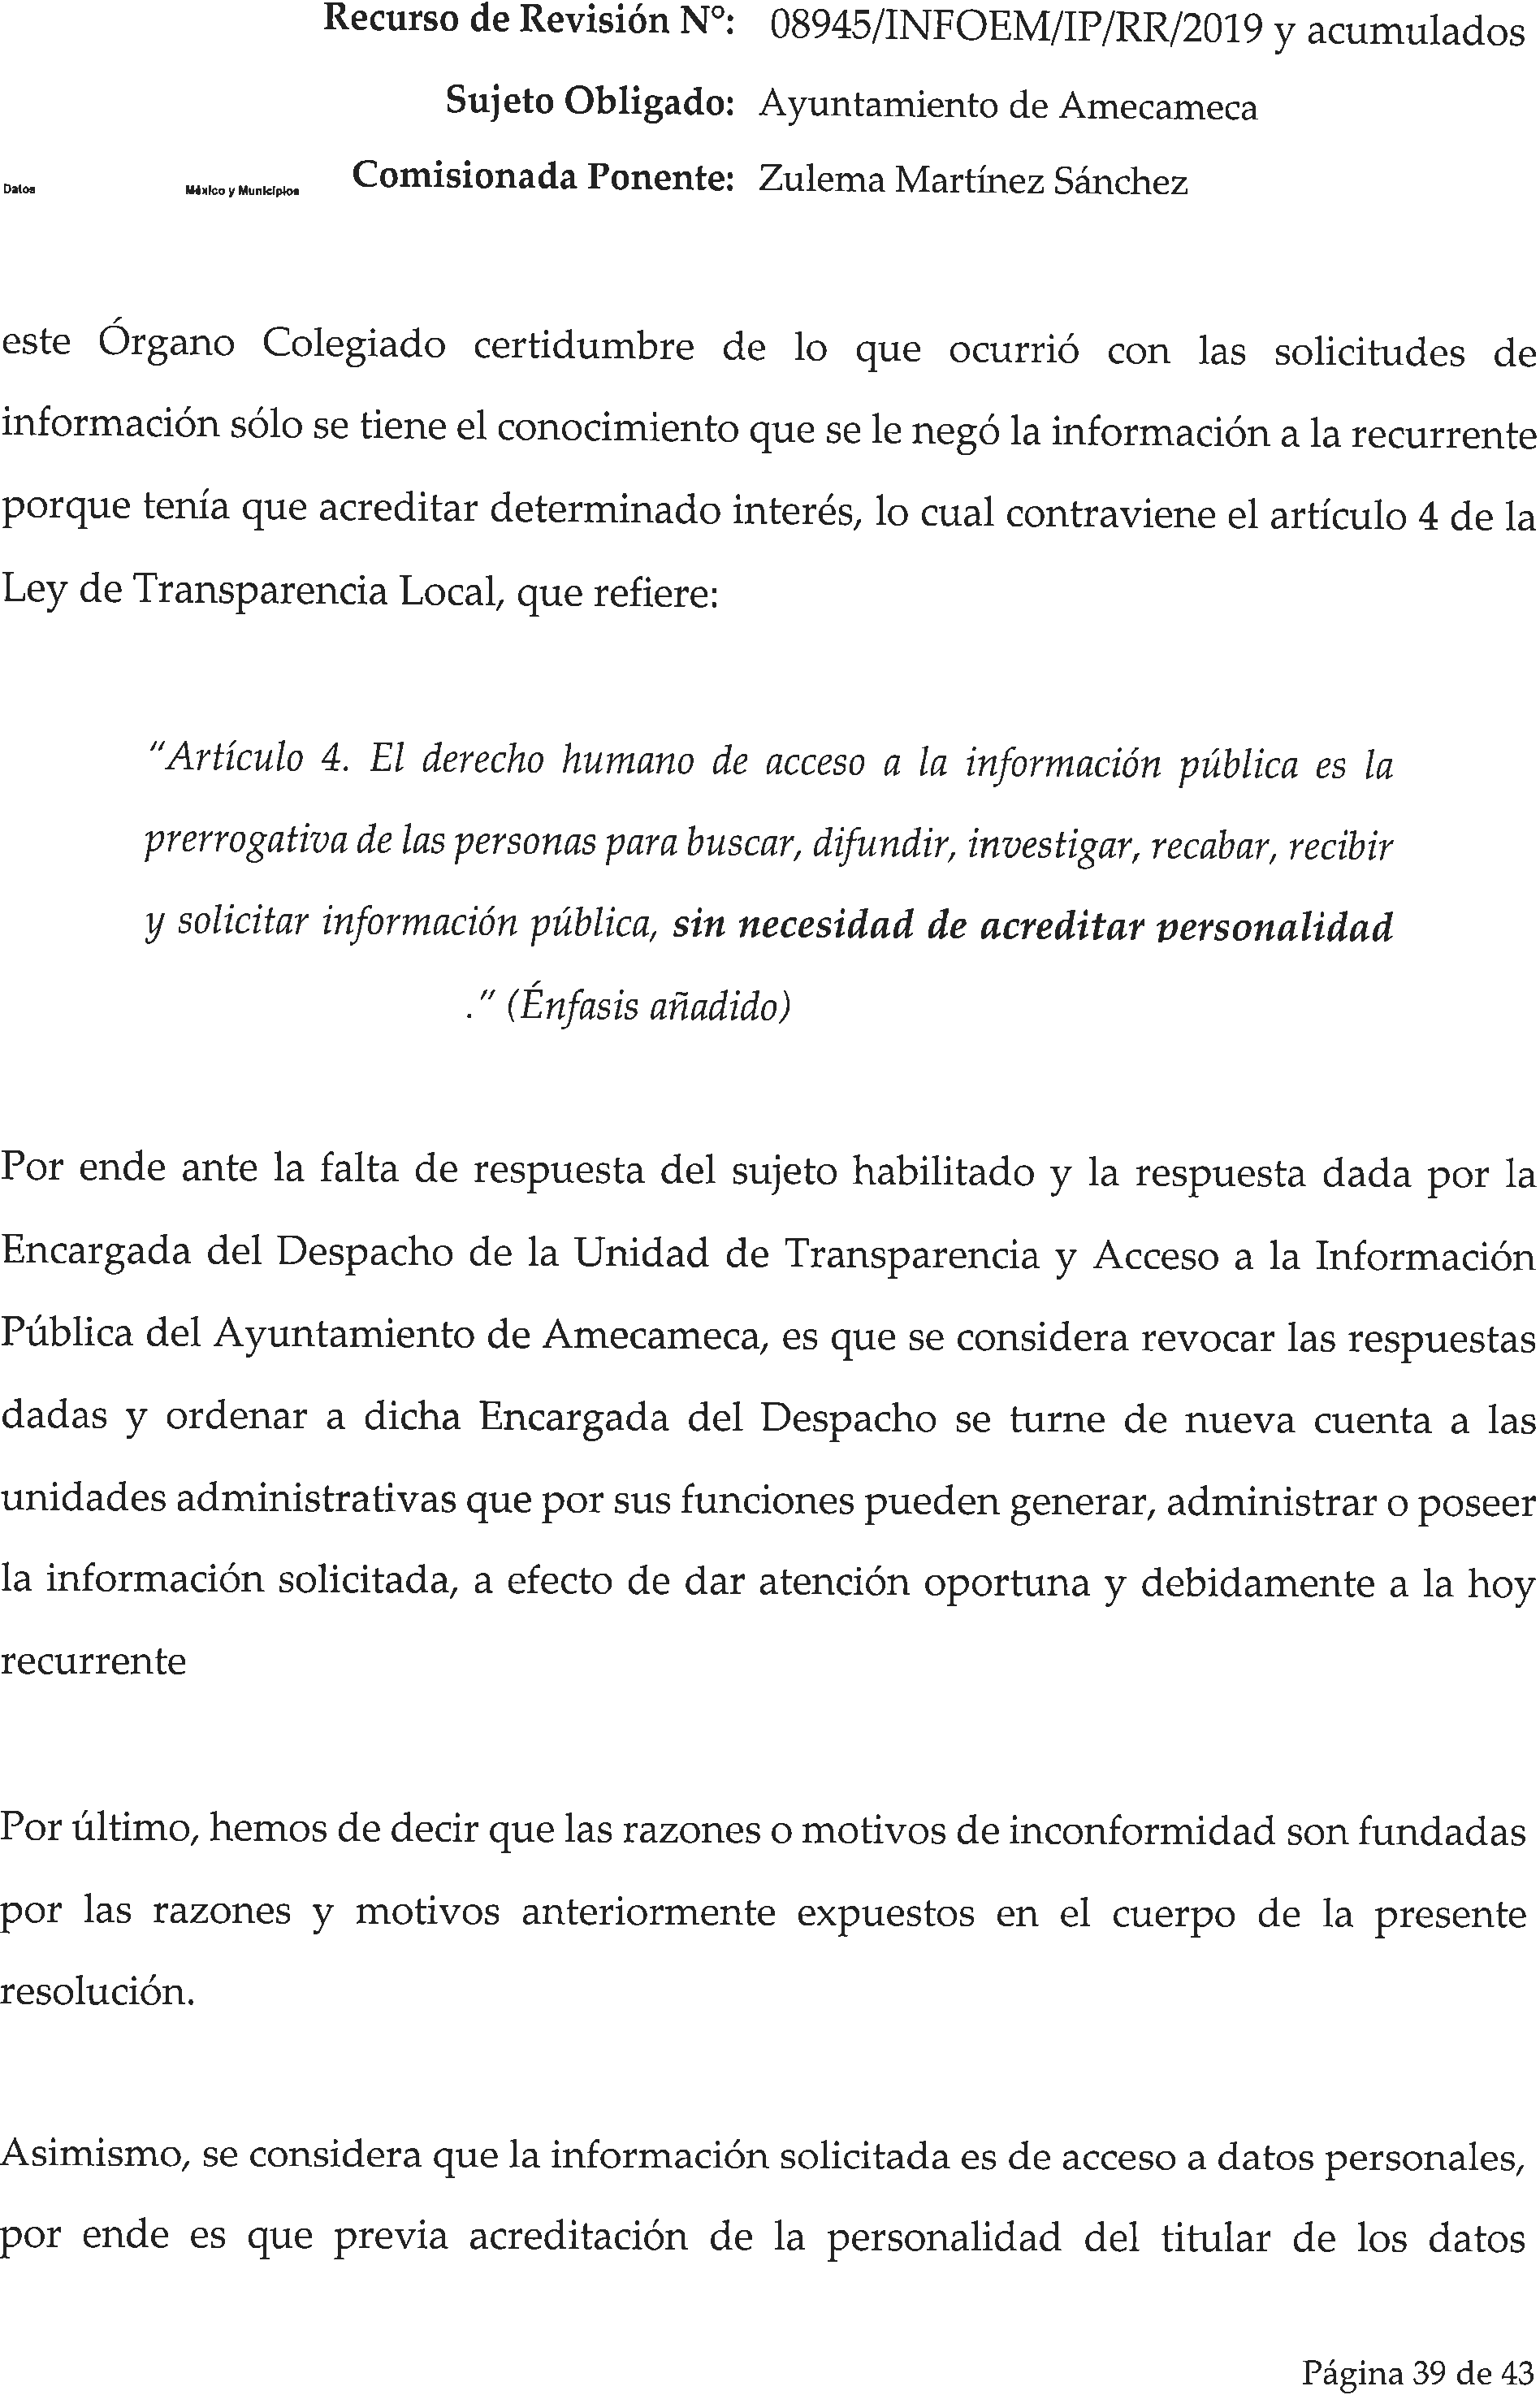 Recurso de Revisión N°: 08945/INFOEM/IP/RR/2019 y acumulados
Sujeto Obligado: Ayuntamiento de Amecameca
Datos México y Municipios Comisionada Ponente: Zulema Martínez Sánchez
este Órgano Colegiado certidumbre de lo que ocurrió con las solicitudes de
información sólo se tiene el conocimiento que se le negó la información a la recurrente
porque tenía que acreditar determinado interés, lo cual contraviene el artículo 4 de la
Ley de Transparencia Local, que refiere:
"Artículo 4. El derecho humano de acceso a la información pública es la
prerrogativa de las personas para buscar, difundir, investigar, recabar, recibir
y solicitar información pública, sin necesidad de acreditar personalidad
." (Énfasis añadido)
Por ende ante la falta de respuesta del sujeto habilitado y la respuesta dada por la
Encargada del Despacho de la Unidad de Transparencia y Acceso a la Información
Pública del Ayuntamiento de Amecameca, es que se considera revocar las respuestas
dadas y ordenar a dicha Encargada del Despacho se turne de nueva cuenta a las
unidades administrativas que por sus funciones pueden generar, administrar o poseer
la información solicitada, a efecto de dar atención oportuna y debidamente a la hoy
recurrente
Por último, hemos de decir que las razones o motivos de inconformidad son fundadas
por las razones y motivos anteriormente expuestos en el cuerpo de la presente
resolución.
Asimismo, se considera que la información solicitada es de acceso a datos personales,
por ende es que previa acreditación de la personalidad del titular de los datos
Página 39 de 43